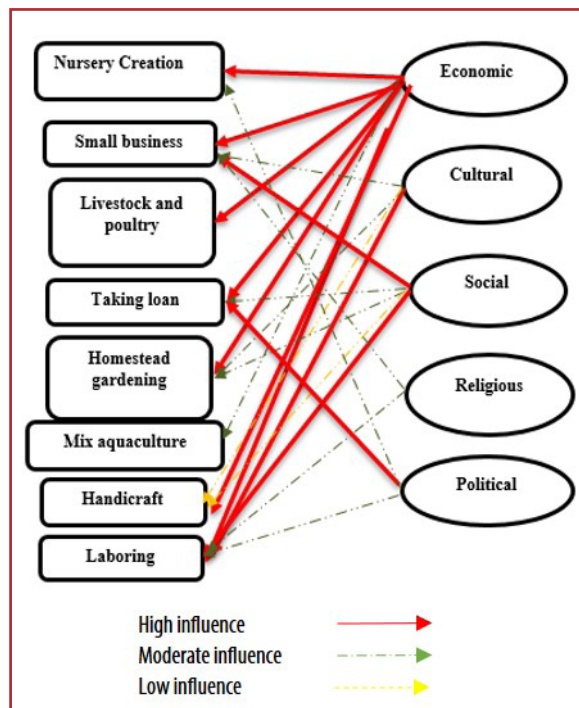 Nursery Creation
Small business
Livestock and
poultry
Taking loan
Homestead
gardening
Mix aquaculture
Handicraft
Laboring
Economic
Cultural
Social
Religious
Political
High influence
Moderate influence
Low influence